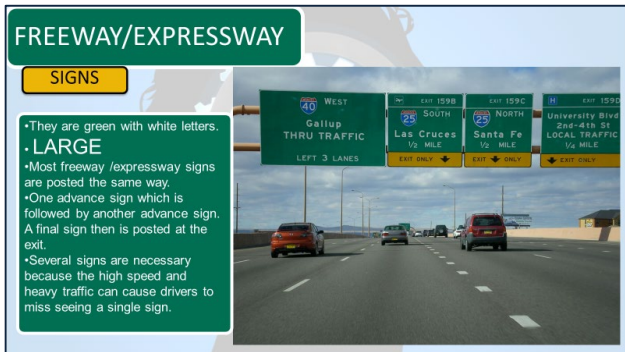 FREEWAY/EXPRESSWAY
SIGNS
•They are green with white letters.
• LARGE
•Most freeway /expressway signs
are posted the same way.
•One advance sign which is
followed by another advance sign.
A final sign then is posted at the
exit.
•Several signs are necessary
because the high speed and
heavy traffic can cause drivers to
miss seeing a single sign.
40 WEST
Gallup
THRU TRAFFIC
LEFT 3 LANES
EXIT 159B
25 SOUTH
Las Cruces
1/2 MILE
EXIT ONLY
EXIT 159C
25 NORTH
Santa Fe
1/2 MILE
EXIT ONLY
H EXIT 159D
University Blvd
2nd-4th St
LOCAL TRAFFIC
1/4 MILE
EXIT ONLY